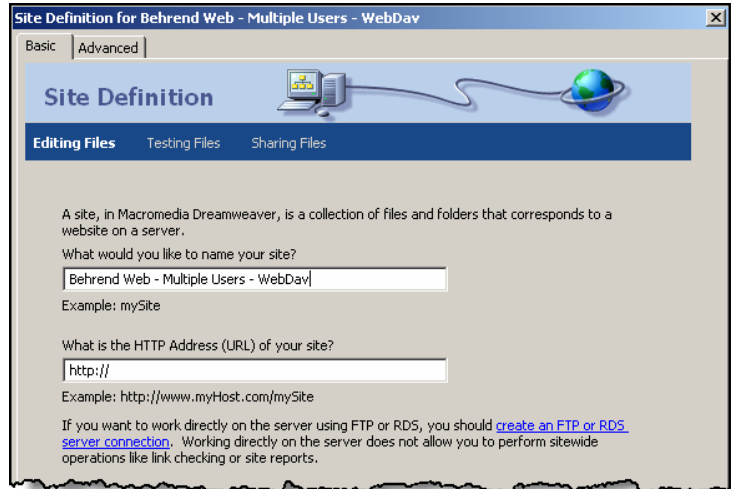 Site Definition for Behrend Web - Multiple Users - WebDav
Basic
Advanced
Site Definition
Editing Files
Testing Files
Sharing Files
A site, in Macromedia Dreamweaver, is a collection of files and folders that corresponds to a
website on a server.
What would you like to name your site?
Behrend Web - Multiple Users - WebDav
Example: mySite
What is the HTTP Address (URL) of your site?
http://
Example: http://www.myHost.com/mySite
If you want to work directly on the server using FTP or RDS, you should create an FTP or RDS
server connection. Working directly on the server does not allow you to perform sitewide
operations like link checking or site reports.